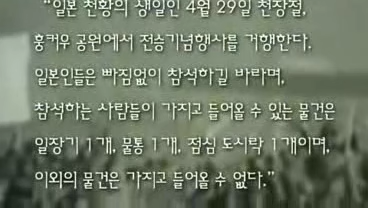 "일본 천황의 생일인 4월 29일 천장절,
홍커우 공원에서 전승기념행사를 거행한다.
일본인들은 빠짐없이 참석하길 바라며,
참석하는 사람들이 가지고 들어올 수 있는 물건은
일장기 1개, 물통 1개, 점심 도시락 1개이며,
이외의 물건은 가지고 들어올 수 없다."